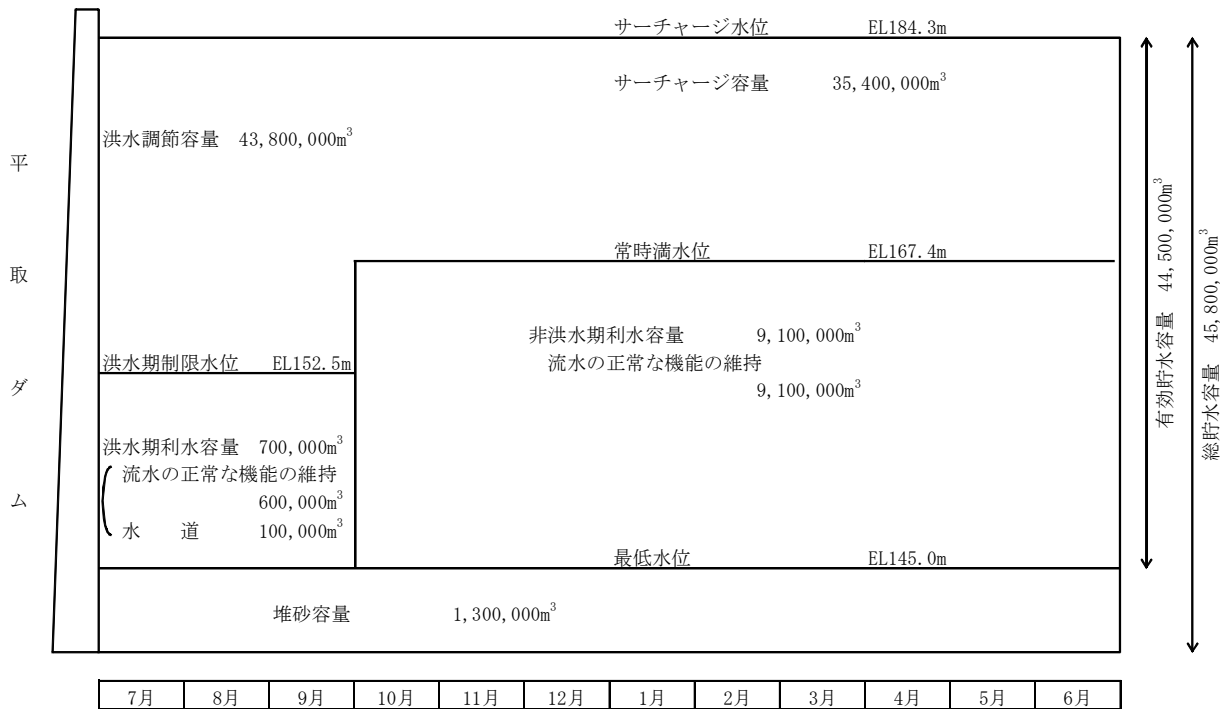 サーチャージ水位 EL184.3m
サーチャージ容量 35,400,000m³
洪水調節容量 43,800,000m³
平取ダム
常時満水位 EL167.4m
非洪水期利水容量 9,100,000m³
流水の正常な機能の維持
9,100,000m³
洪水期制限水位 EL152.5m
洪水期利水容量 700,000m³
流水の正常な機能の維持
600,000m³
水 道 100,000m³
最低水位 EL145.0m
堆砂容量 1,300,000m³
有効貯水容量 44,500,000m³
総貯水容量 45,800,000m³
7月 8月 9月 10月 11月 12月 1月 2月 3月 4月 5月 6月